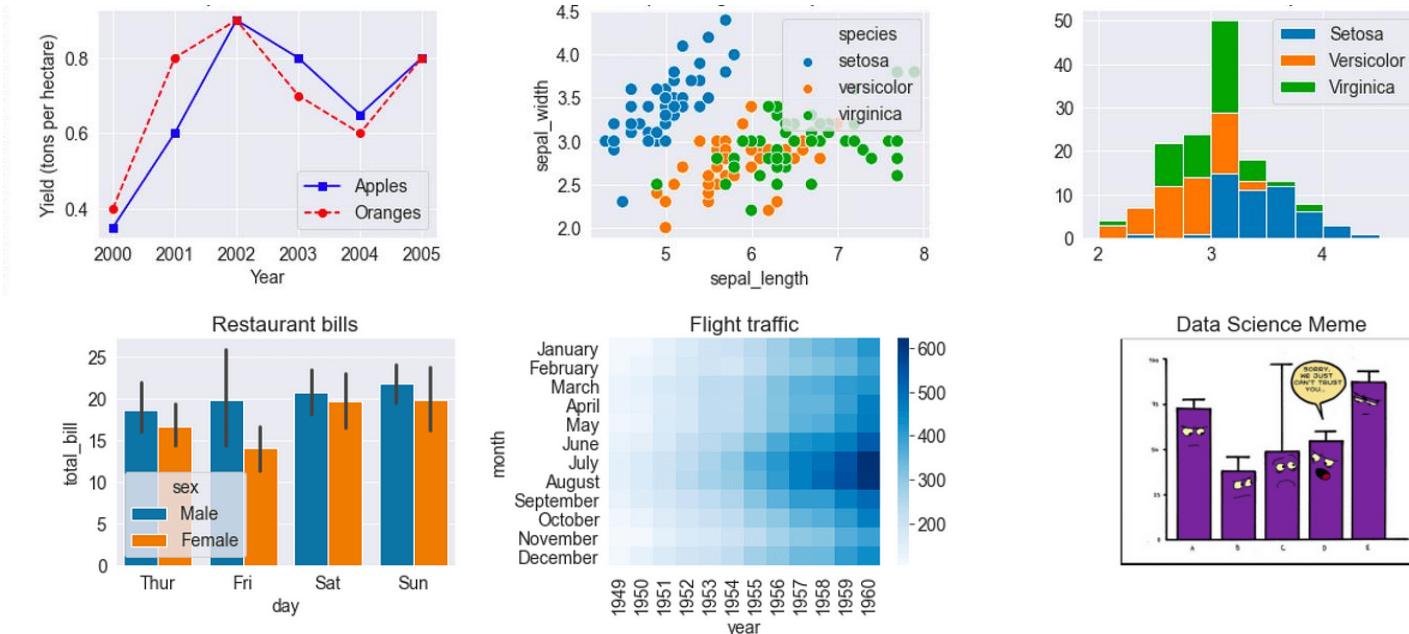 Yield (tons per hectare)
0.8
0.6
0.4
Apples
Oranges
2000 2001 2002 2003 2004 2005
Year
sepal_width
4.5
4.0
3.5
3.0
2.5
2.0
species
setosa
versicolor
virginica
5 6 7 8
sepal_length
50
40
30
20
10
0
Setosa
Versicolor
Virginica
2 3 4
Restaurant bills
total_bill
25
20
15
10
5
0
sex
Male
Female
Thur Fri Sat Sun
day
Flight traffic
month
January
February
March
April
May
June
July
August
September
October
November
December
1949 1950 1951 1952 1953 1954 1955 1956 1957 1958 1959 1960
year
600
500
400
300
200
Data Science Meme
SORRY,
WE JUST
CAN'T TRUST
YOU...
A B C D E